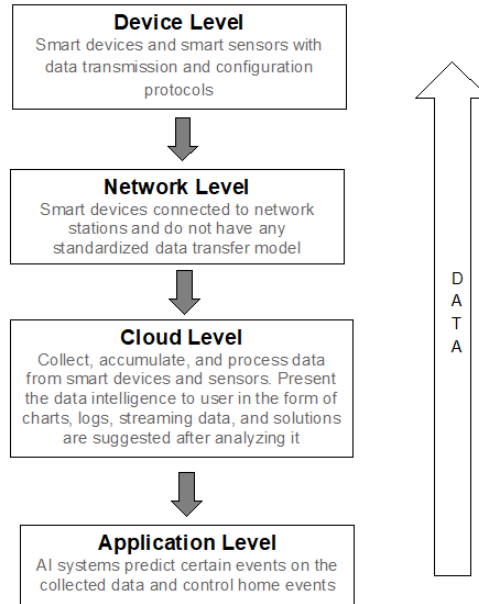 Device Level
Smart devices and smart sensors with
data transmission and configuration
protocols
Network Level
Smart devices connected to network
stations and do not have any
standardized data transfer model
Cloud Level
Collect, accumulate, and process data
from smart devices and sensors. Present
the data intelligence to user in the form of
charts, logs, streaming data, and solutions
are suggested after analyzing it
Application Level
AI systems predict certain events on the
collected data and control home events
D
A
T
A